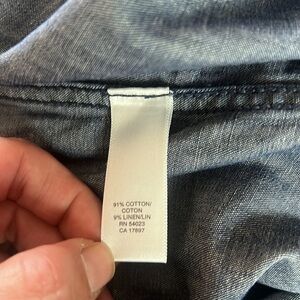 91% COTTON/
COTON
9% LINEN/LIN
RN 54023
CA 17897